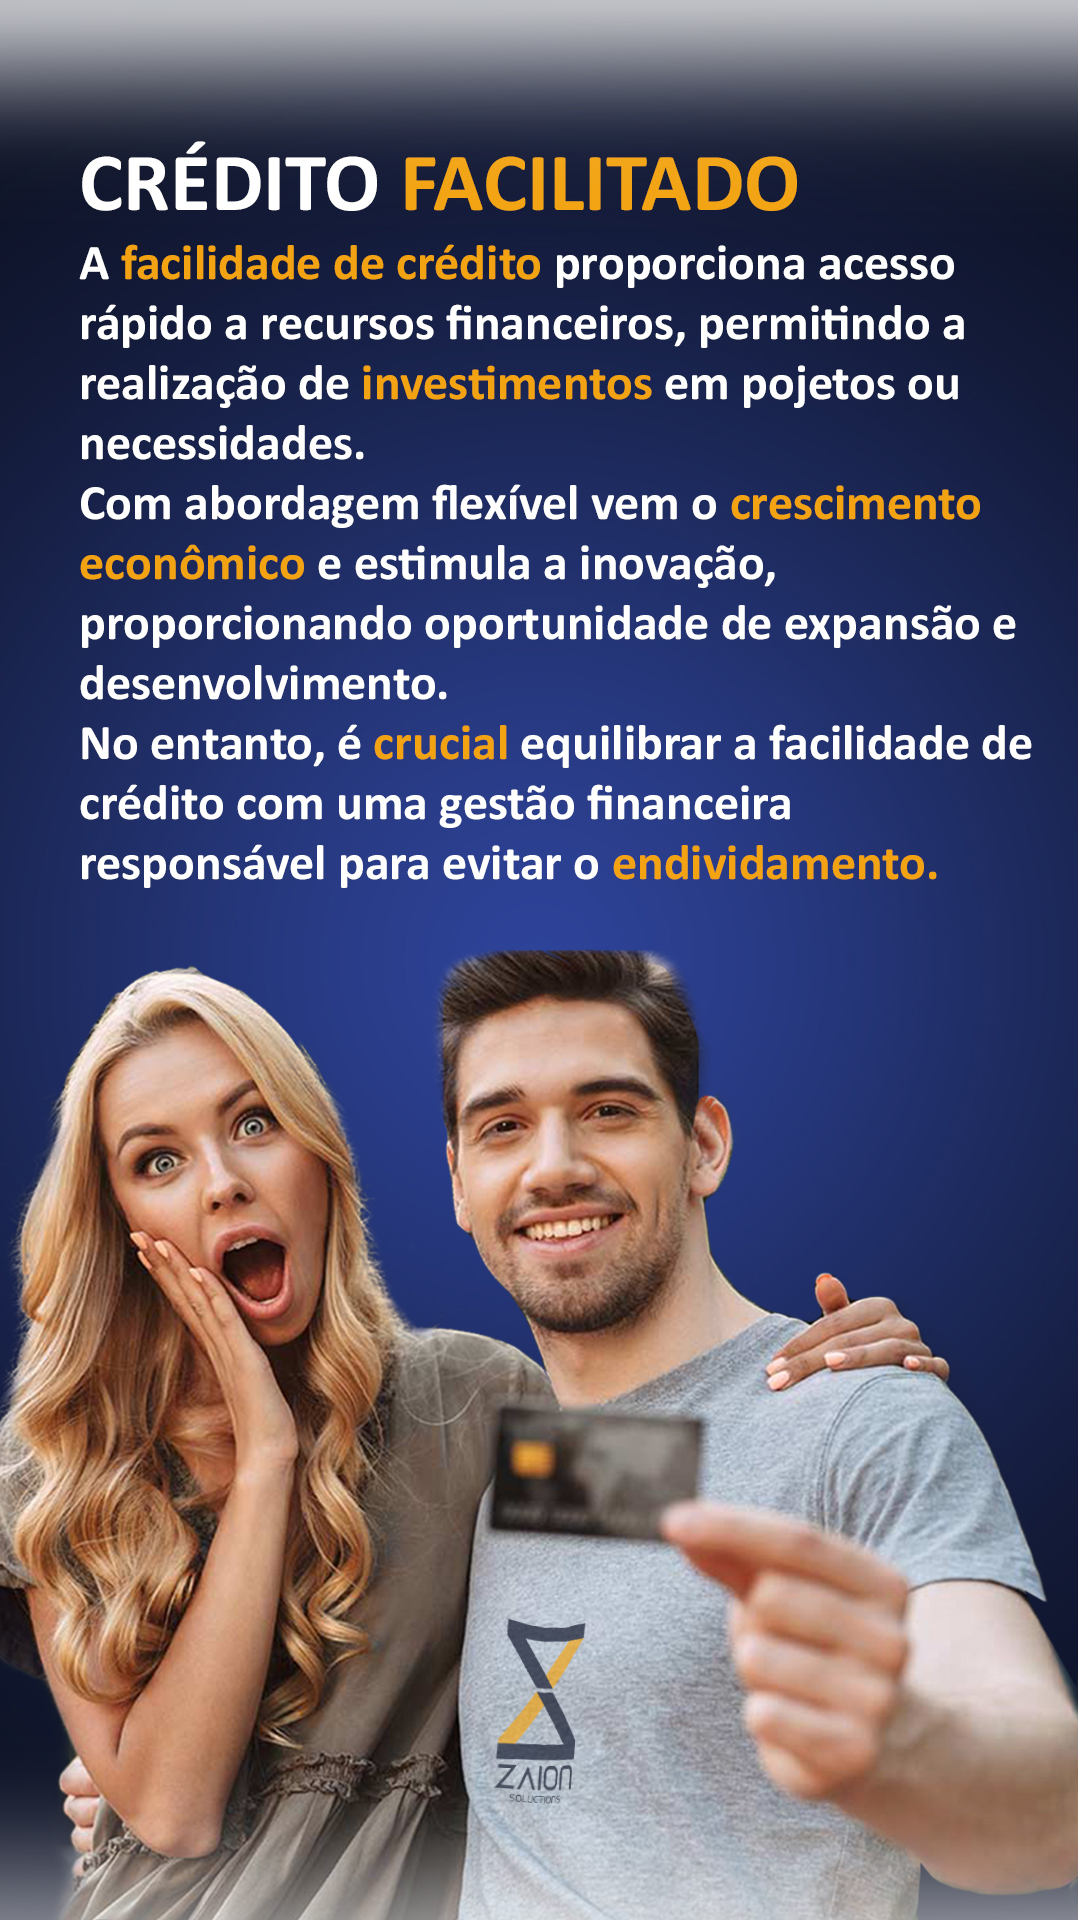 CRÉDITO FACILITADO
A facilidade de crédito proporciona acesso
rápido a recursos financeiros, permitindo a
realização de investimentos em pojetos ou
necessidades.
Com abordagem flexível vem o crescimento
econômico e estimula a inovação,
proporcionando oportunidade de expansão e
desenvolvimento.
No entanto, é crucial equilibrar a facilidade de
crédito com uma gestão financeira
responsável para evitar o endividamento.
ZAION
SOLUCTIONS